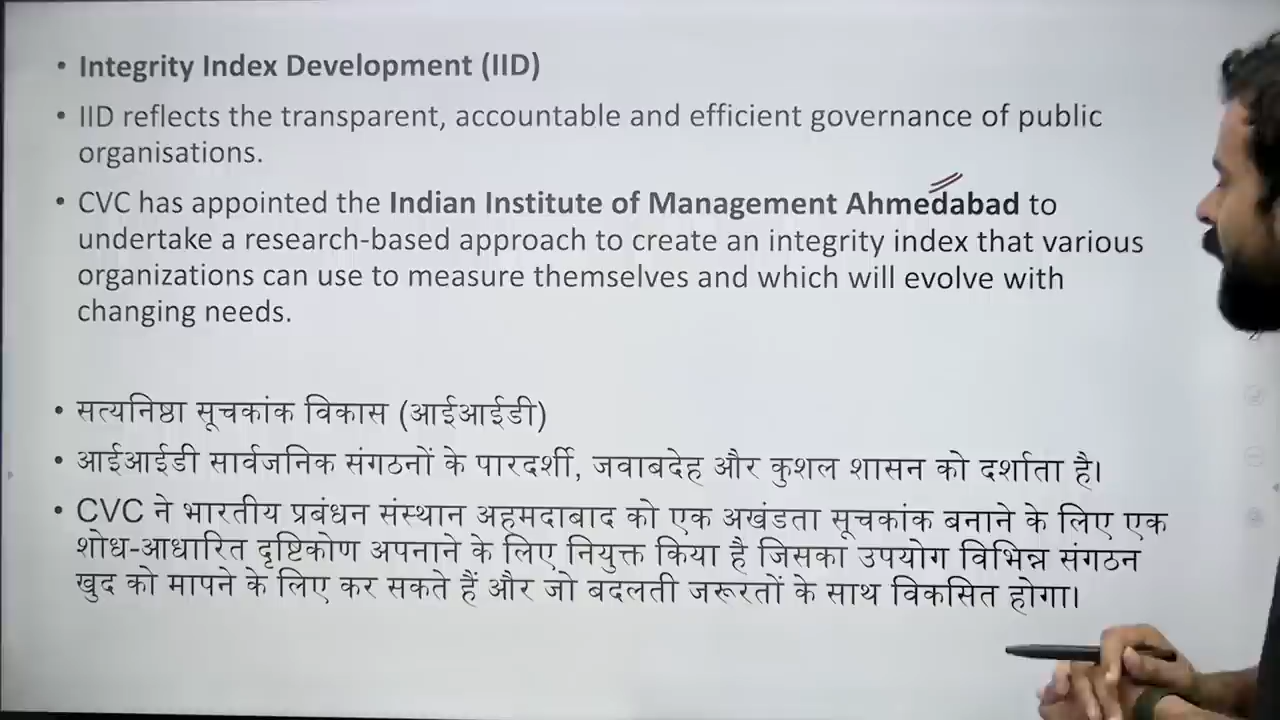 • Integrity Index Development (IID)
• IID reflects the transparent, accountable and efficient governance of public
organisations.
• CVC has appointed the Indian Institute of Management Ahmedabad to
undertake a research-based approach to create an integrity index that various
organizations can use to measure themselves and which will evolve with
changing needs.
• सत्यनिष्ठा सूचकांक विकास (आईआईडी)
• आईआईडी सार्वजनिक संगठनों के पारदर्शी, जवाबदेह और कुशल शासन को दर्शाता है।
• CVC ने भारतीय प्रबंधन संस्थान अहमदाबाद को एक अखंडता सूचकांक बनाने के लिए एक
शोध-आधारित दृष्टिकोण अपनाने के लिए नियुक्त किया है जिसका उपयोग विभिन्न संगठन
खुद को मापने के लिए कर सकते हैं और जो बदलती जरूरतों के साथ विकसित होगा।